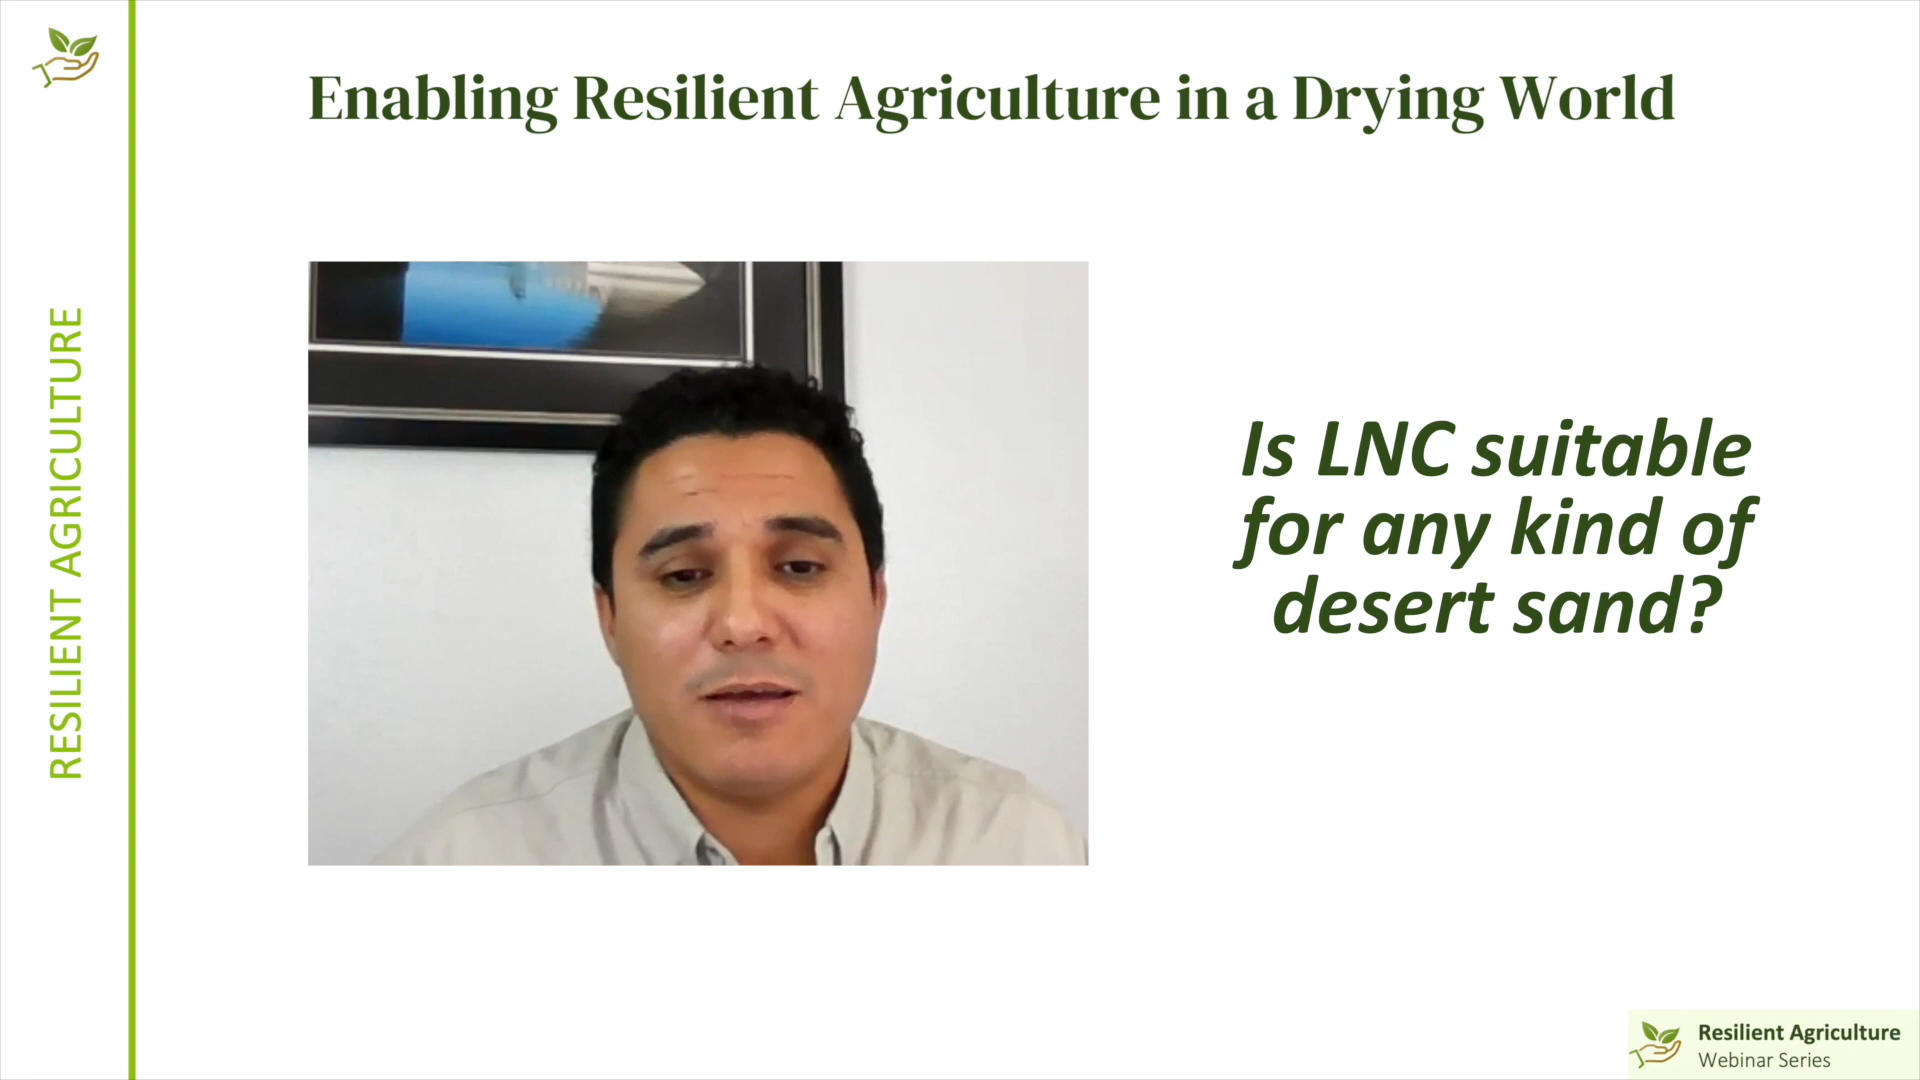 Enabling Resilient Agriculture in a Drying World
RESILIENT AGRICULTURE
Is LNC suitable
for any kind of
desert sand?
Resilient Agriculture
Webinar Series